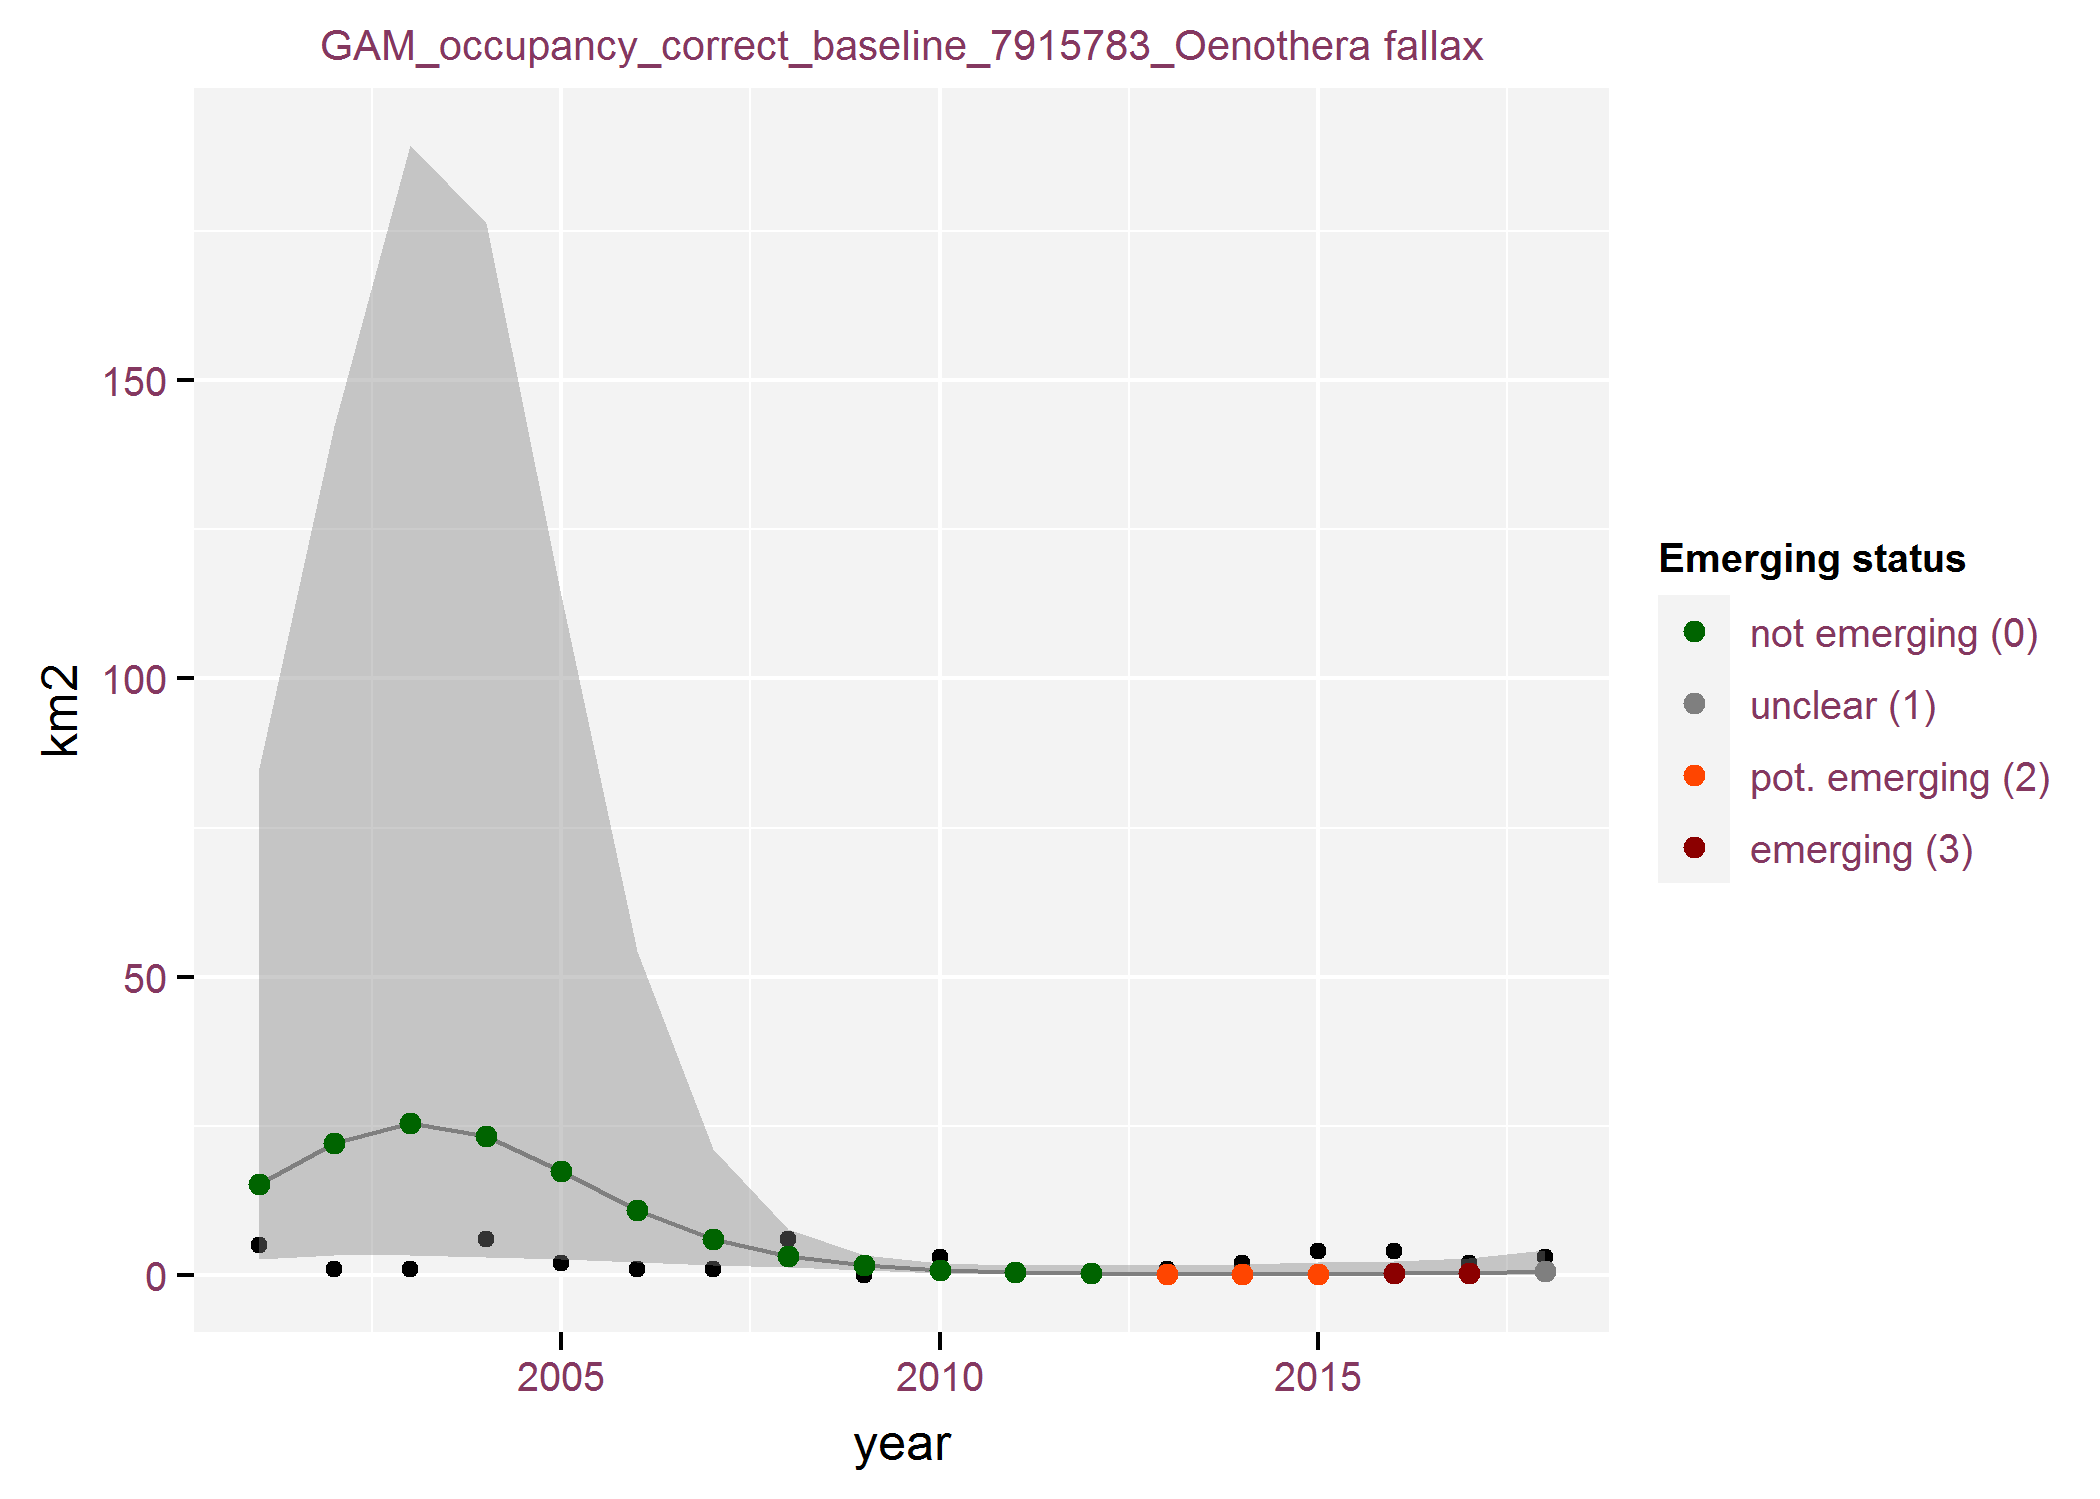 GAM_occupancy_correct_baseline_7915783_Oenothera fallax
150
100
50
0
km2
2005 2010 2015
year
Emerging status
not emerging (0)
unclear (1)
pot. emerging (2)
emerging (3)